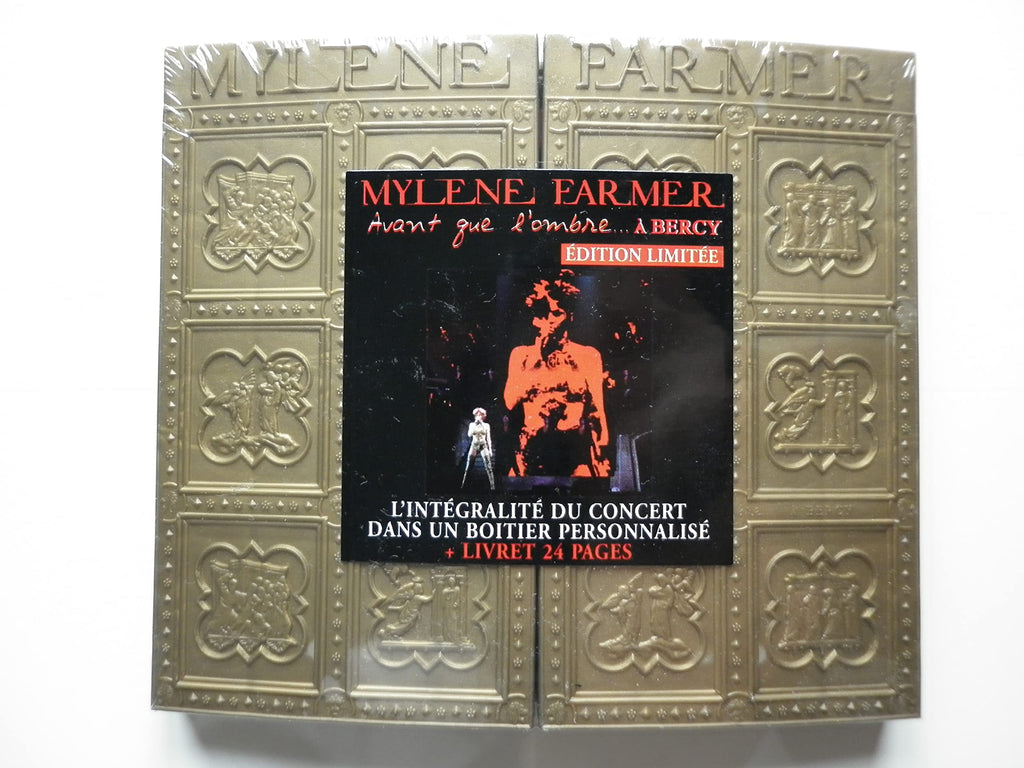 MYLENE FARMER
MYLENE FARMER
Avant que l'ombre... À BERCY
ÉDITION LIMITÉE
L'INTÉGRALITÉ DU CONCERT
DANS UN BOITIER PERSONNALISÉ
+ LIVRET 24 PAGES
À BERCY